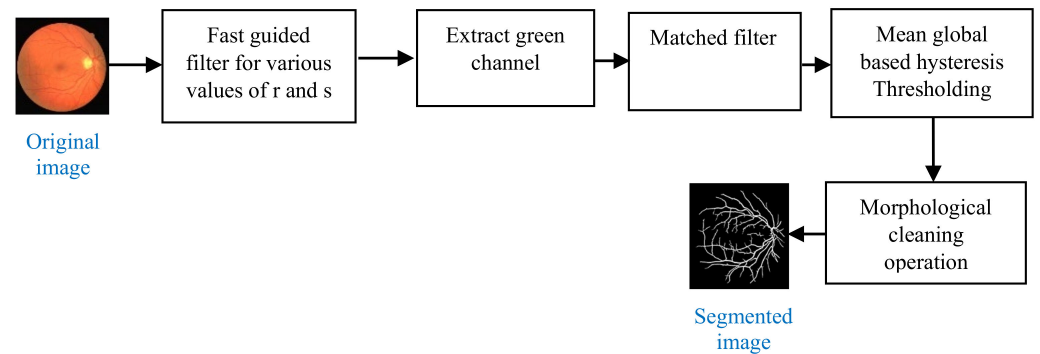 Original
image
Fast guided
filter for various
values of r and s
Extract green
channel
Matched filter
Mean global
based hysteresis
Thresholding
Morphological
cleaning
operation
Segmented
image